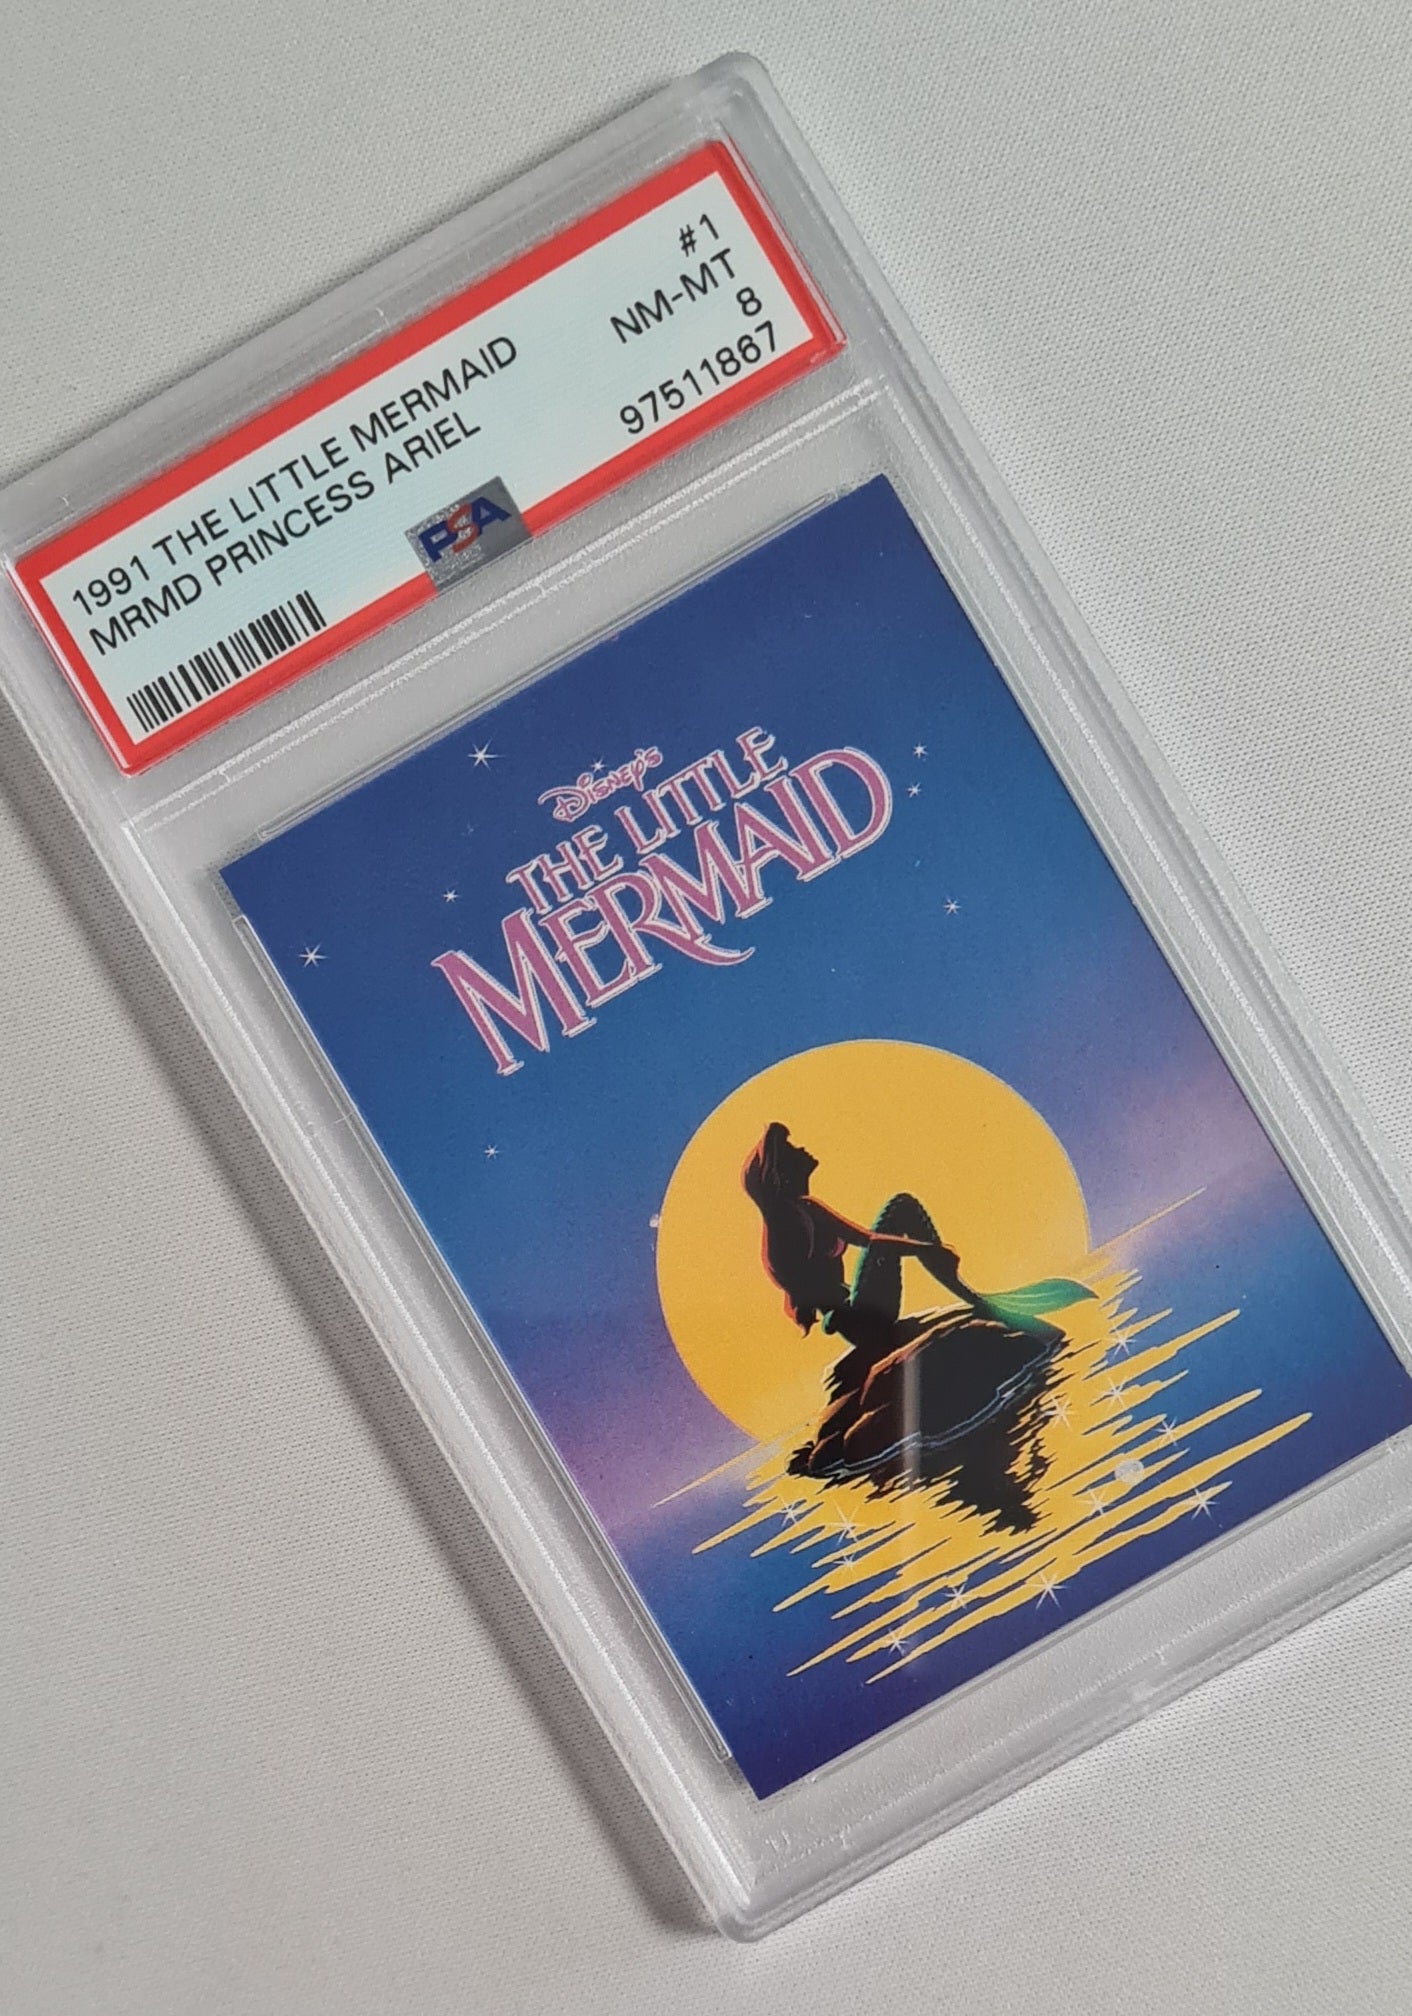 1991 THE LITTLE MERMAID #1
MRMD PRINCESS ARIEL NM-MT
8
97511867
PSA
DISNEY'S
THE LITTLE
MERMAID